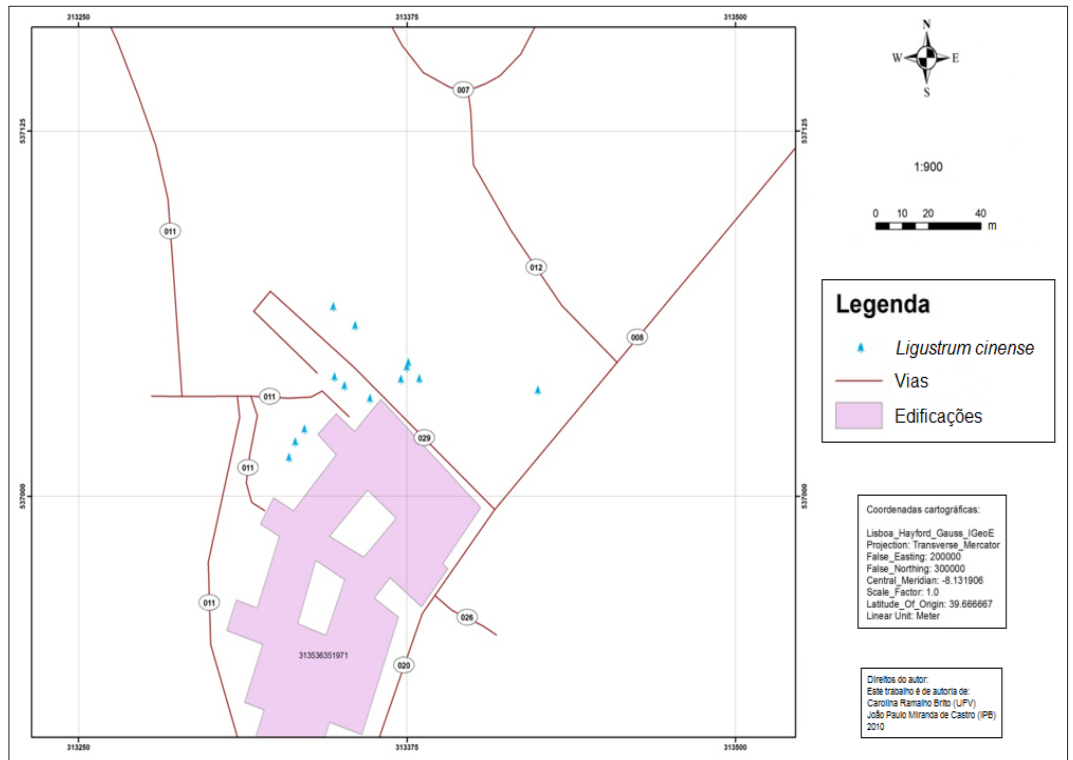 313250
313375
313500
N
W
E
S
007
537125
537125
1:900
011
0 10 20 40
m
012
Legenda
008
Ligustrum cinense
Vias
011
Edificações
029
011
537000
537000
Coordenadas cartográficas:
Lisboa_Hayford_Gauss_IGeoE
Projection: Transverse_Mercator
False_Easting: 200000
False_Northing: 300000
Central_Meridian: -8.131906
Scale_Factor: 1.0
Latitude_Of_Origin: 39.666667
Linear Unit: Meter
011
026
313536351971
020
Direitos do autor:
Este trabalho é de autoria de:
Carolina Ramalho Brito (UFV)
João Paulo Miranda de Castro (IPB)
2010
313250
313375
313500